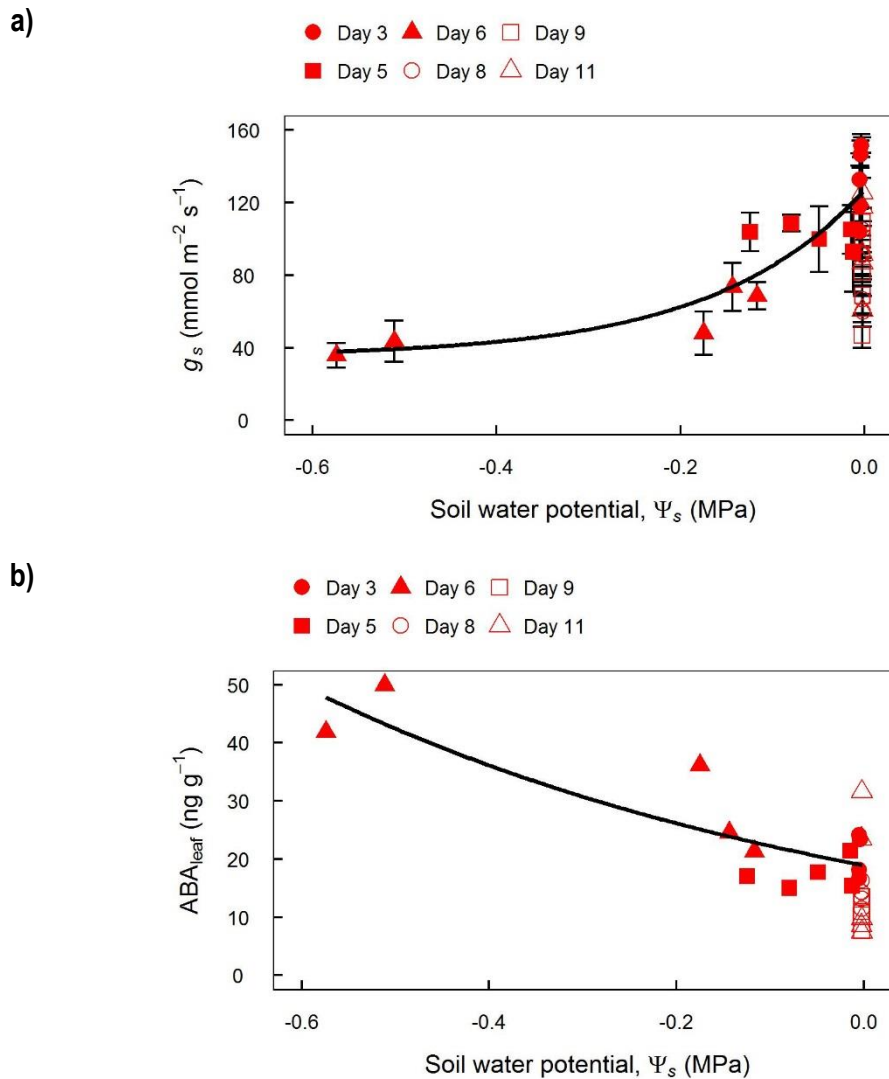 a)
Day 3 Day 6 Day 9
Day 5 Day 8 Day 11
160
120
80
40
0
gₛ (mmol m⁻² s⁻¹)
-0.6 -0.4 -0.2 0.0
Soil water potential, Ψₛ (MPa)
b)
Day 3 Day 6 Day 9
Day 5 Day 8 Day 11
50
40
30
20
10
0
ABA_leaf (ng g⁻¹)
-0.6 -0.4 -0.2 0.0
Soil water potential, Ψₛ (MPa)